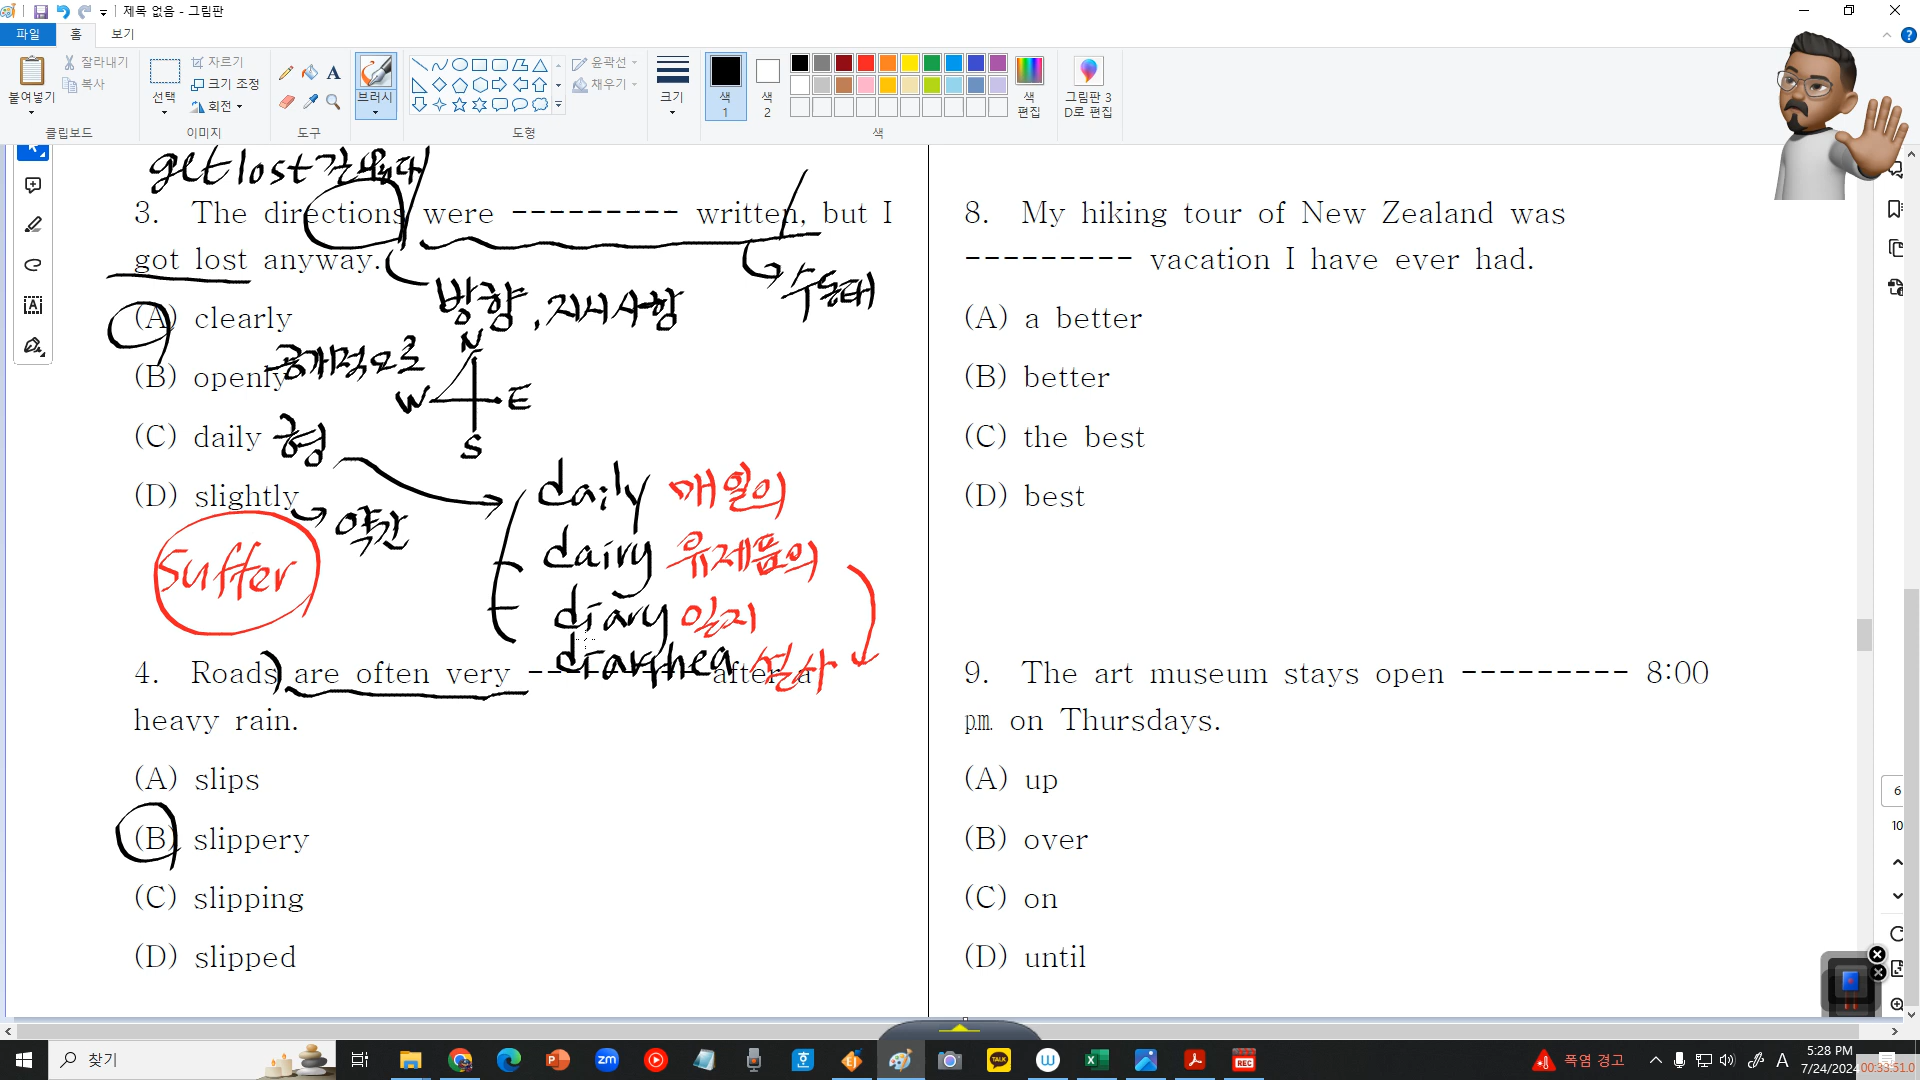 제목 없음 - 그림판
파일 홈 보기
붙여넣기 잘라내기 복사
선택 자르기 크기 조정 회전
A
브러시
윤곽선 채우기
크기
색 1 색 2
색 편집
그림판 3D로 편집
클립보드 이미지 도구 도형 색
get lost
3. The directions were --------- written, but I
got lost anyway.
방향, 지시사항
수동태
(A) clearly
(B) openly 공개적으로
(C) daily 형
(D) slightly 약간
N
W E
S
daily 매일의
dairy 유제품의
diary 일지
diarrhea 설사
Suffer
4. Roads are often very --------- after a
heavy rain.
(A) slips
(B) slippery
(C) slipping
(D) slipped
8. My hiking tour of New Zealand was
--------- vacation I have ever had.
(A) a better
(B) better
(C) the best
(D) best
9. The art museum stays open --------- 8:00
p.m. on Thursdays.
(A) up
(B) over
(C) on
(D) until
6
10
찾기
폭염 경고
A
5:28 PM
7/24/2024
00:33:51.0